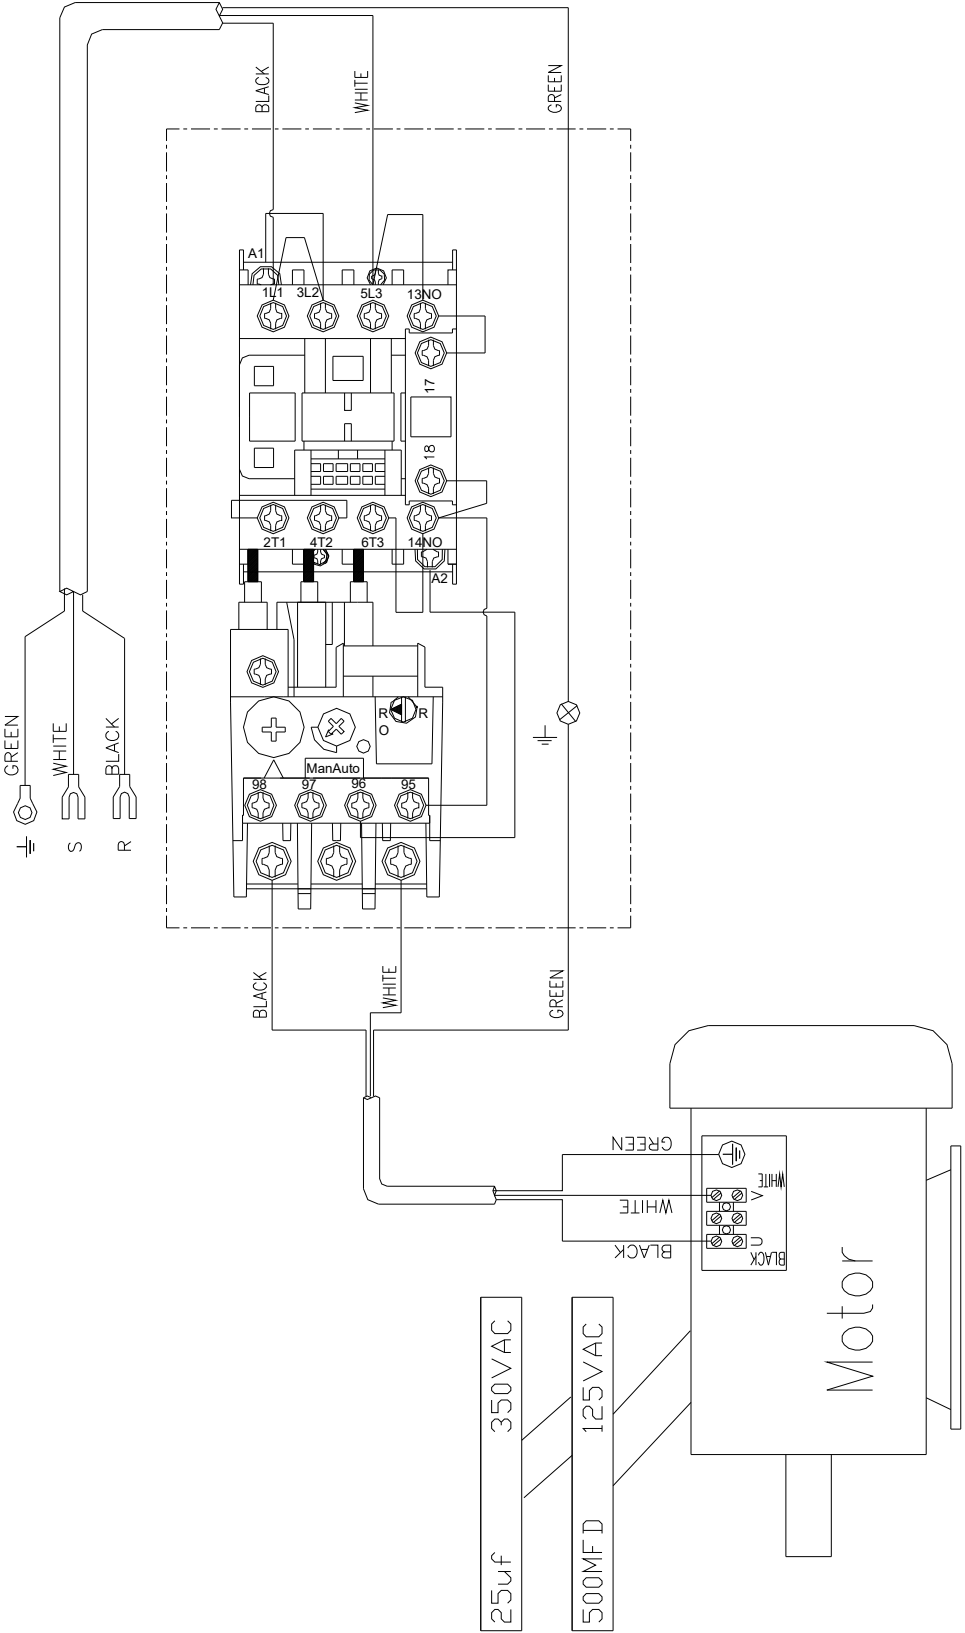 BLACK
WHITE
GREEN
A1
1L1 3L2 5L3 13NO
17
18
2T1 4T2 6T3 14NO
A2
R R
O
ManAuto
98 97 96 95
GREEN
WHITE
BLACK
S
R
BLACK
WHITE
GREEN
GREEN
WHITE
WHITE
V
BLACK
U
BLACK
Motor
25uf 350VAC
500MFD 125VAC